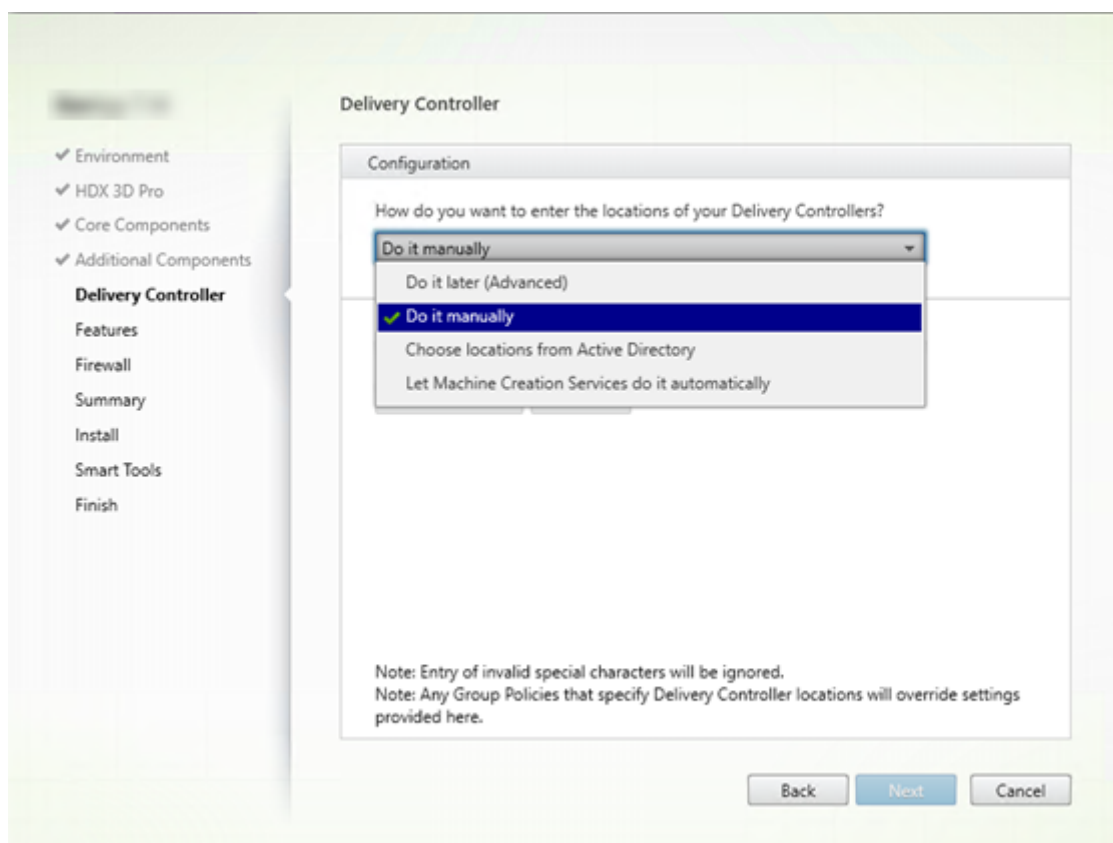 Delivery Controller
Environment
HDX 3D Pro
Core Components
Additional Components
Delivery Controller
Features
Firewall
Summary
Install
Smart Tools
Finish
Configuration
How do you want to enter the locations of your Delivery Controllers?
Do it manually
Do it later (Advanced)
Do it manually
Choose locations from Active Directory
Let Machine Creation Services do it automatically
Note: Entry of invalid special characters will be ignored.
Note: Any Group Policies that specify Delivery Controller locations will override settings
provided here.
Back
Next
Cancel